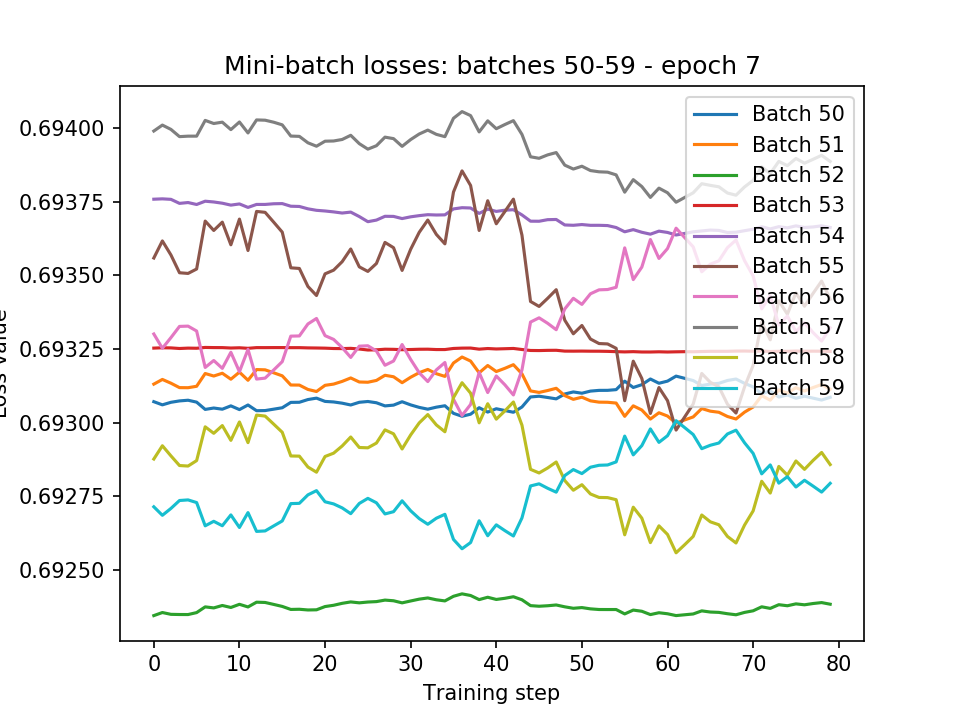 Mini-batch losses: batches 50-59 - epoch 7
0.69400
0.69375
0.69350
0.69325
0.69300
0.69275
0.69250
Loss value
0
10
20
30
40
50
60
70
80
Training step
Batch 50
Batch 51
Batch 52
Batch 53
Batch 54
Batch 55
Batch 56
Batch 57
Batch 58
Batch 59